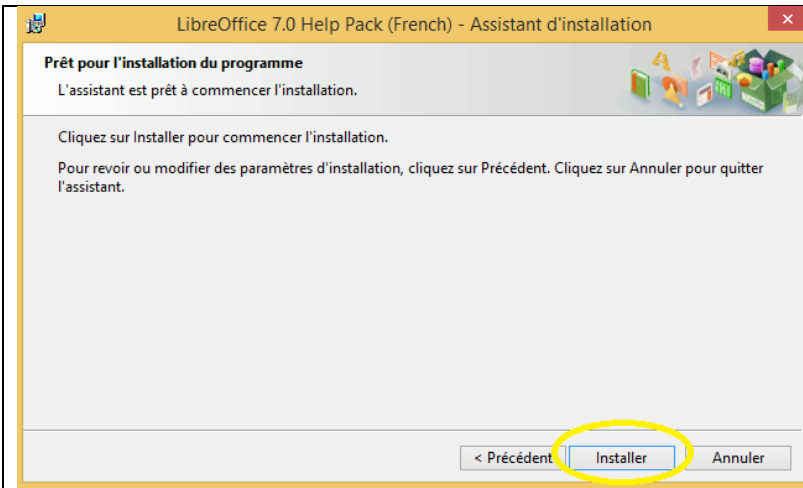 LibreOffice 7.0 Help Pack (French) - Assistant d'installation
Prêt pour l'installation du programme
L'assistant est prêt à commencer l'installation.
Cliquez sur Installer pour commencer l'installation.
Pour revoir ou modifier des paramètres d'installation, cliquez sur Précédent. Cliquez sur Annuler pour quitter
l'assistant.
< Précédent Installer Annuler